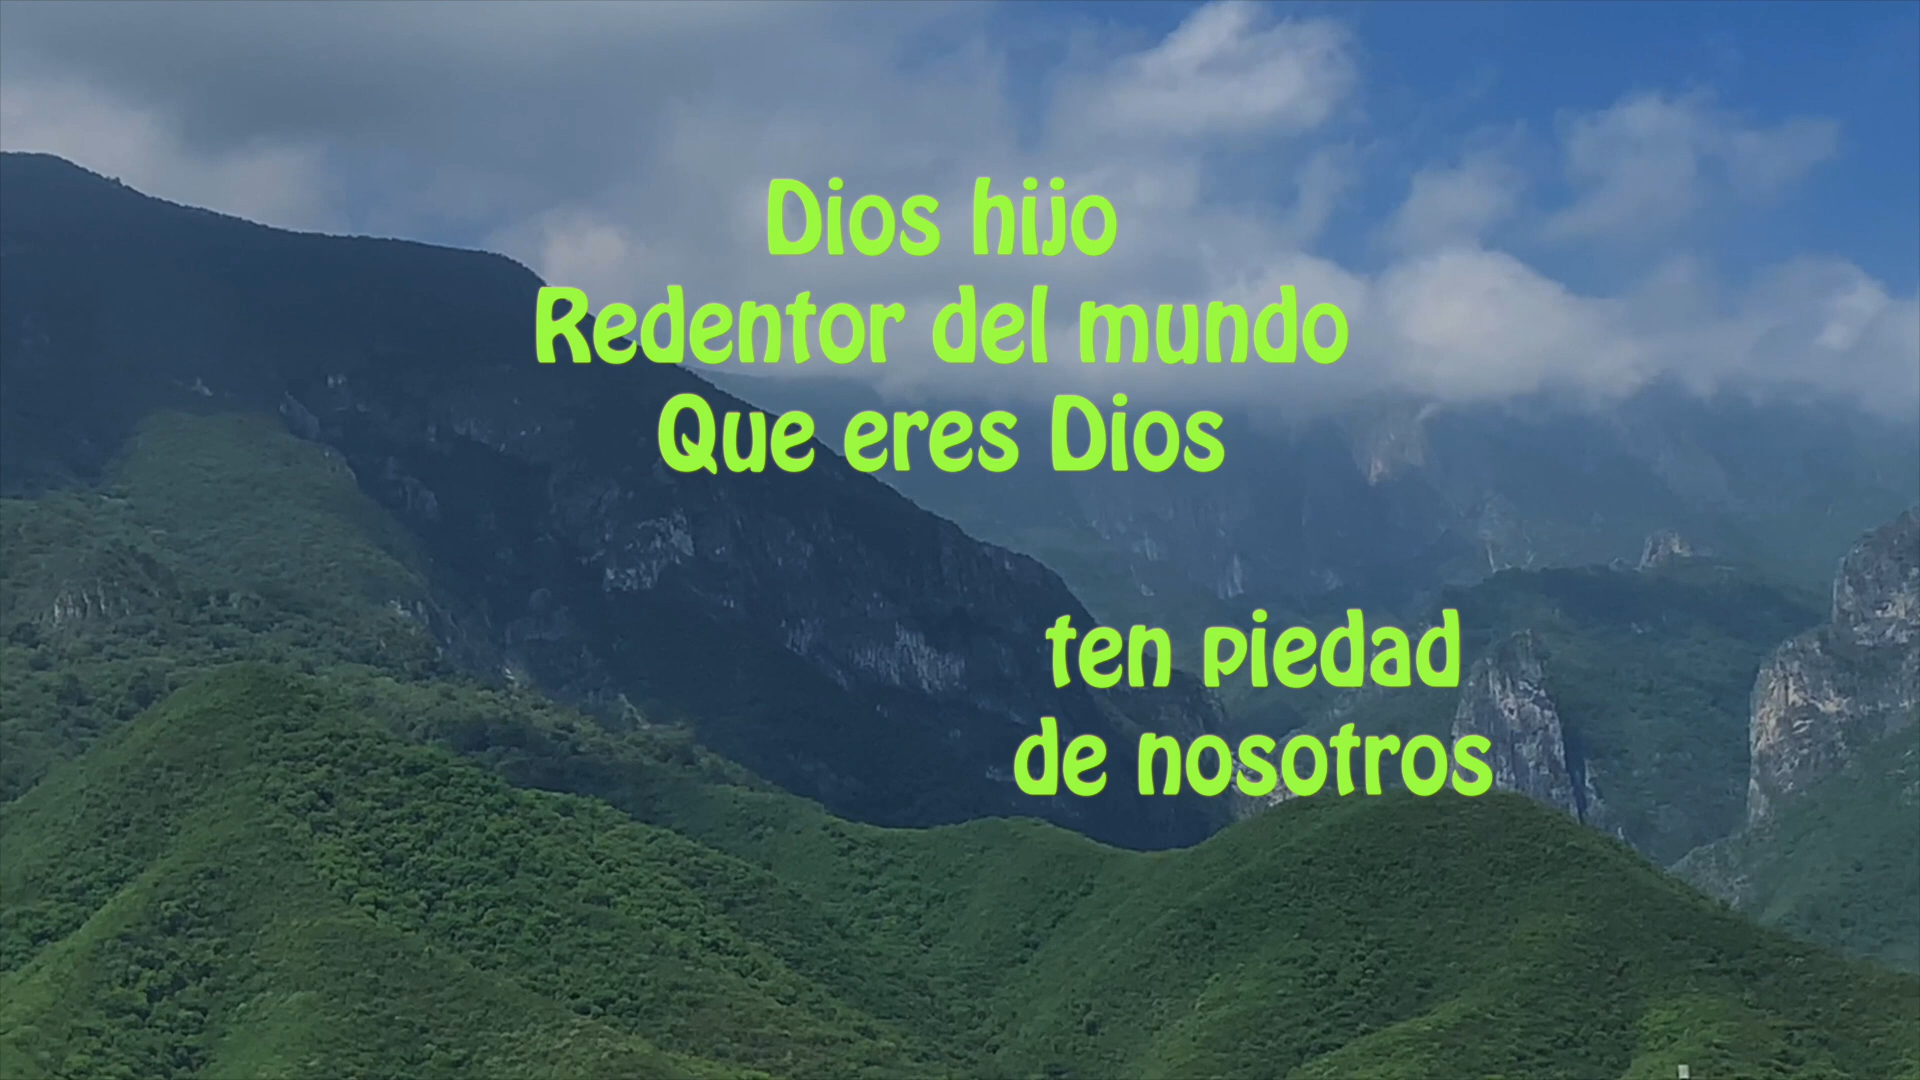 Dios hijo
Redentor del mundo
Que eres Dios
ten piedad
de nosotros